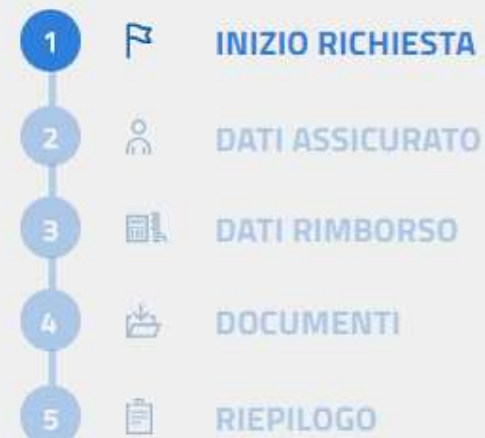 1 INIZIO RICHIESTA
2 DATI ASSICURATO
3 DATI RIMBORSO
4 DOCUMENTI
5 RIEPILOGO